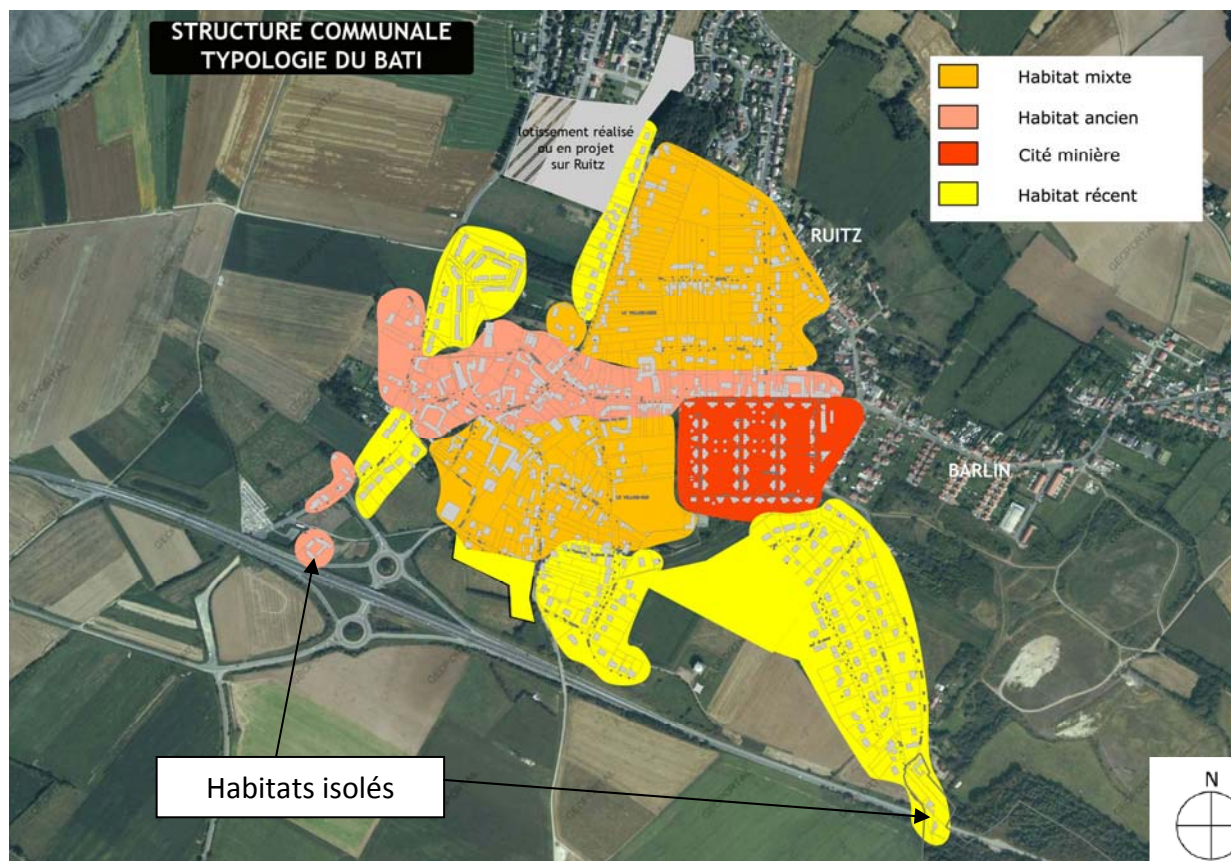 STRUCTURE COMMUNALE
TYPOLOGIE DU BATI
Habitat mixte
Habitat ancien
Cité minière
Habitat récent
lotissement réalisé
ou en projet
sur Ruitz
RUITZ
BARLIN
Habitats isolés
N
GEOPORTAL